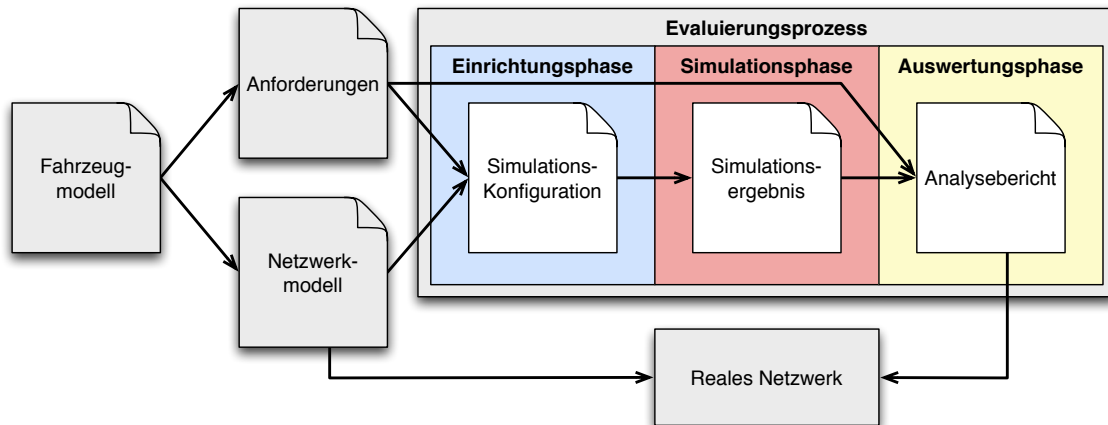 Evaluierungsprozess
Einrichtungsphase
Simulationsphase
Auswertungsphase
Anforderungen
Fahrzeug-
modell
Simulations-
Konfiguration
Simulations-
ergebnis
Analysebericht
Netzwerk-
modell
Reales Netzwerk